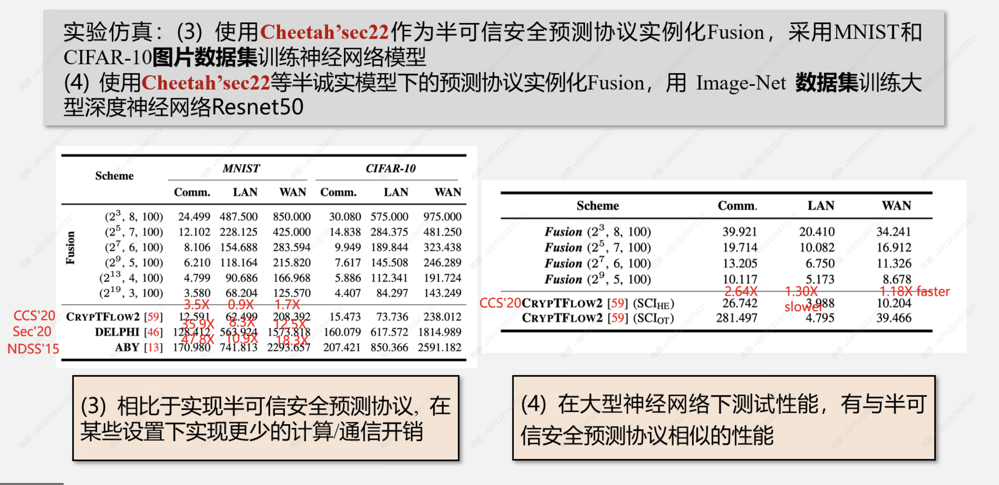 实验仿真：(3) 使用Cheetah’sec22作为半可信安全预测协议实例化Fusion，采用MNIST和
CIFAR-10图片数据集训练神经网络模型
(4) 使用Cheetah’sec22等半诚实模型下的预测协议实例化Fusion，用 Image-Net 数据集训练大
型深度神经网络Resnet50
Scheme MNIST CIFAR-10
Comm. LAN WAN Comm. LAN WAN
Fusion
(2^3, 8, 100) 24.499 487.500 850.000 30.080 575.000 975.000
(2^5, 7, 100) 12.102 228.125 425.000 14.838 284.375 481.250
(2^7, 6, 100) 8.106 154.688 283.594 9.949 189.844 323.438
(2^9, 5, 100) 6.210 118.164 215.820 7.617 145.508 246.289
(2^13, 4, 100) 4.799 90.686 166.968 5.886 112.341 191.724
(2^19, 3, 100) 3.580 68.204 125.570 4.407 84.297 143.249
3.5X 0.9X 1.7X
CCS'20 CRYPTFLOW2 [59] 12.591 62.499 208.392 15.473 73.736 238.012
35.9X 8.3X 12.5X
Sec'20 DELPHI [46] 128.412 563.924 1573.818 160.079 617.572 1814.989
47.8X 10.9X 18.3X
NDSS'15 ABY [13] 170.980 741.813 2293.657 207.421 850.366 2591.182
Scheme Comm. LAN WAN
Fusion (2^3, 8, 100) 39.921 20.410 34.241
Fusion (2^5, 7, 100) 19.714 10.082 16.912
Fusion (2^7, 6, 100) 13.205 6.750 11.326
Fusion (2^9, 5, 100) 10.117 5.173 8.678
2.64X 1.30X slower 1.18X faster
CCS'20 CRYPTFLOW2 [59] (SCI_HE) 26.742 3.988 10.204
CRYPTFLOW2 [59] (SCI_OT) 281.497 4.795 39.466
(3) 相比于实现半可信安全预测协议, 在
某些设置下实现更少的计算/通信开销
(4) 在大型神经网络下测试性能，有与半可
信安全预测协议相似的性能
杨鹏 +8613229471221